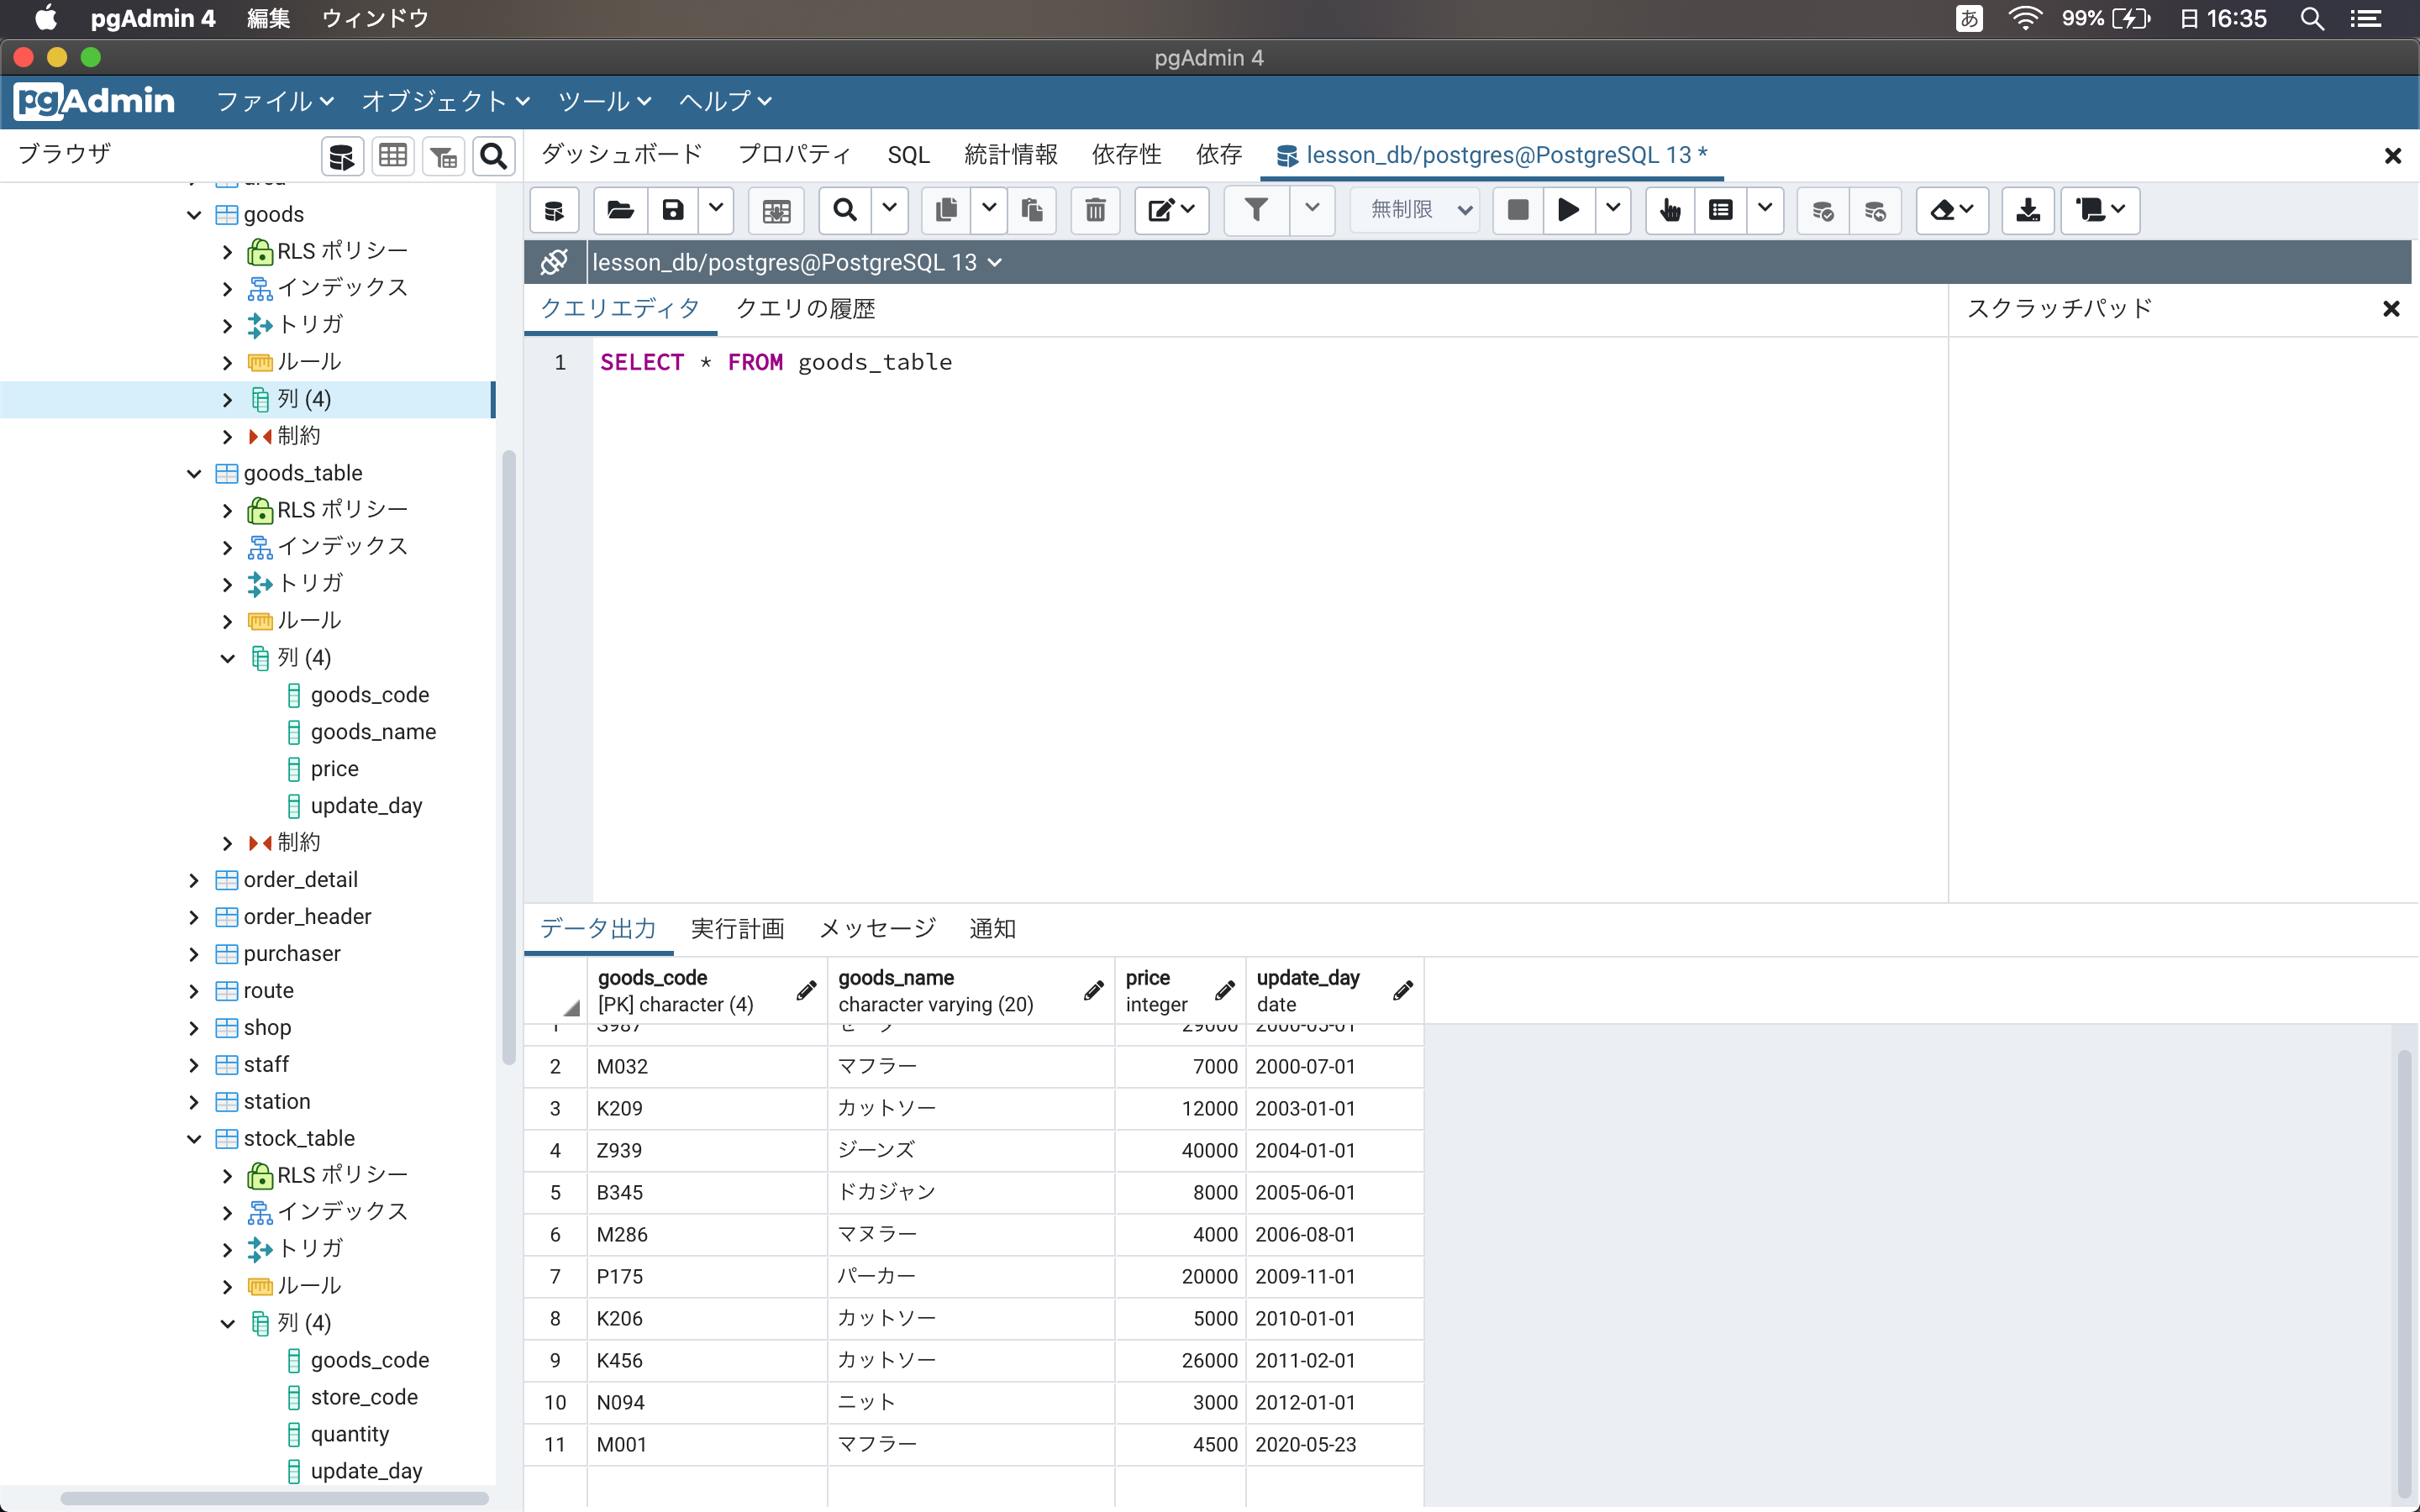 pgAdmin 4 編集 ウィンドウ あ 99% 日 16:35
pgAdmin 4
pgAdmin ファイル オブジェクト ツール ヘルプ
ブラウザ ダッシュボード プロパティ SQL 統計情報 依存性 依存 lesson_db/postgres@PostgreSQL 13 *
goods
RLS ポリシー
インデックス
トリガ
ルール
列 (4)
制約
goods_table
RLS ポリシー
インデックス
トリガ
ルール
列 (4)
goods_code
goods_name
price
update_day
制約
order_detail
order_header
purchaser
route
shop
staff
station
stock_table
RLS ポリシー
インデックス
トリガ
ルール
列 (4)
goods_code
store_code
quantity
update_day
無制限
lesson_db/postgres@PostgreSQL 13
クエリエディタ クエリの履歴 スクラッチパッド
1 SELECT * FROM goods_table
データ出力 実行計画 メッセージ 通知
goods_code goods_name price update_day
[PK] character (4) character varying (20) integer date
2 M032 マフラー 7000 2000-07-01
3 K209 カットソー 12000 2003-01-01
4 Z939 ジーンズ 40000 2004-01-01
5 B345 ドカジャン 8000 2005-06-01
6 M286 マヌラー 4000 2006-08-01
7 P175 パーカー 20000 2009-11-01
8 K206 カットソー 5000 2010-01-01
9 K456 カットソー 26000 2011-02-01
10 N094 ニット 3000 2012-01-01
11 M001 マフラー 4500 2020-05-23